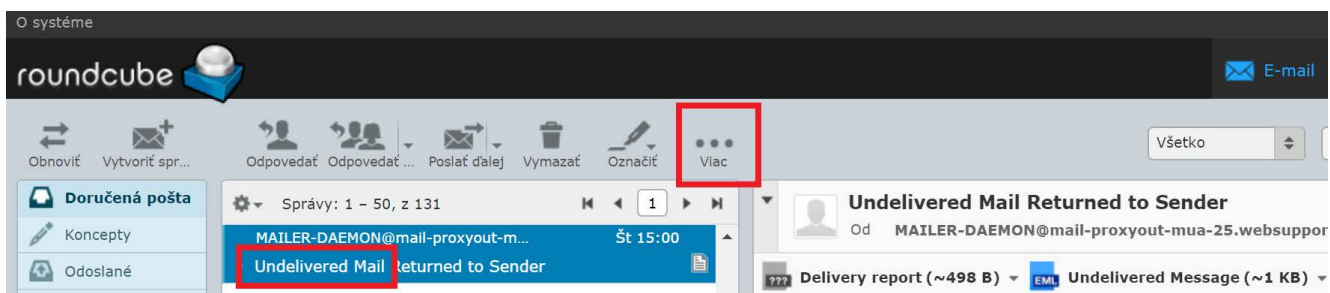 O systéme
roundcube
E-mail
Obnoviť Vytvoriť spr... Odpovedať Odpovedať ... Poslať ďalej Vymazať Označiť Viac Všetko
Doručená pošta
Koncepty
Odoslané
Správy: 1 – 50, z 131 1
MAILER-DAEMON@mail-proxyout-m... Št 15:00
Undelivered Mail Returned to Sender
Undelivered Mail Returned to Sender
Od MAILER-DAEMON@mail-proxyout-mua-25.websuppor
??? Delivery report (~498 B) EML Undelivered Message (~1 KB)